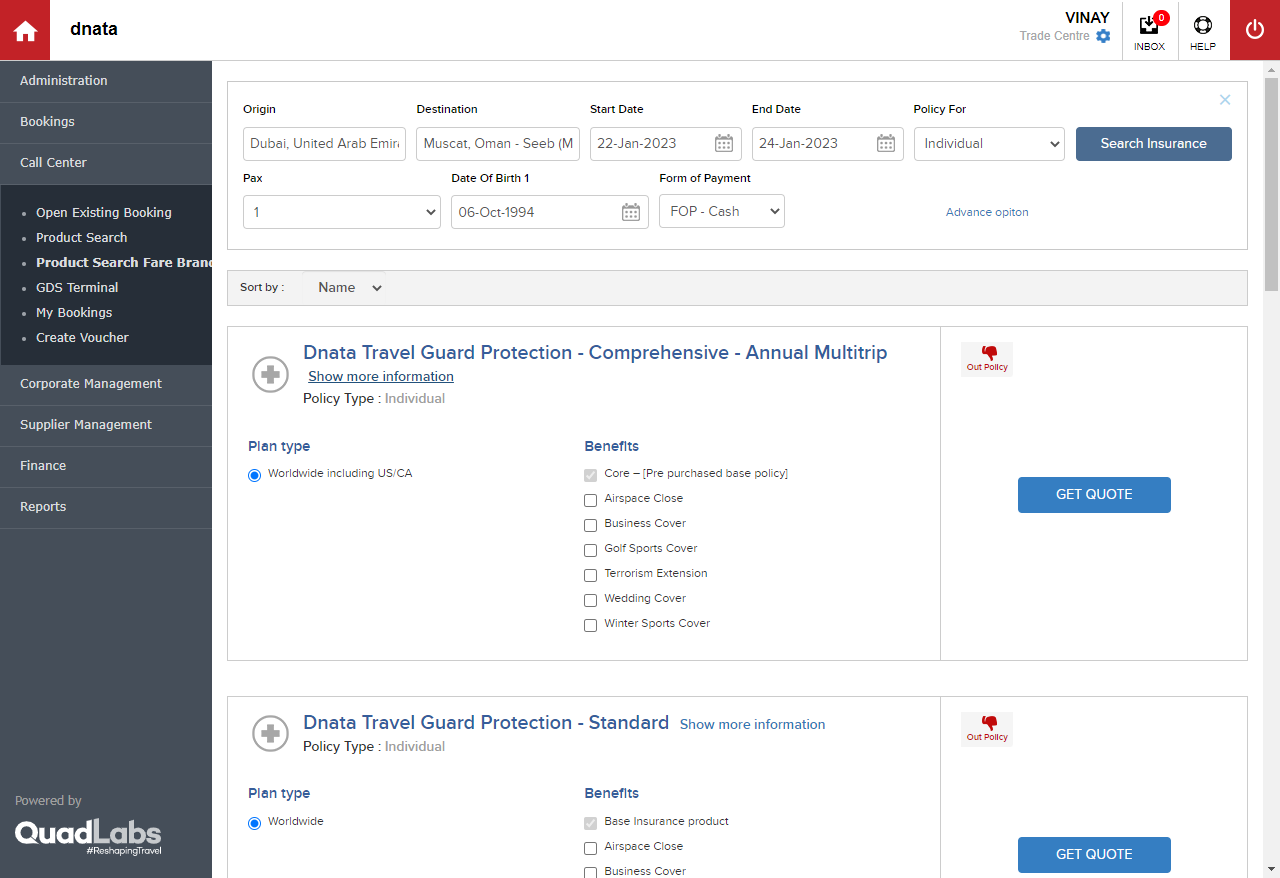 dnata
VINAY
Trade Centre
0
INBOX
HELP
Administration
Bookings
Call Center
Open Existing Booking
Product Search
Product Search Fare Brand
GDS Terminal
My Bookings
Create Voucher
Corporate Management
Supplier Management
Finance
Reports
Powered by
QuadLabs
#ReshapingTravel
Origin Destination Start Date End Date Policy For
Dubai, United Arab Emir Muscat, Oman - Seeb (M 22-Jan-2023 24-Jan-2023 Individual Search Insurance
Pax Date Of Birth 1 Form of Payment
1 06-Oct-1994 FOP - Cash Advance opiton
Sort by : Name
Dnata Travel Guard Protection - Comprehensive - Annual Multitrip
Show more information
Policy Type : Individual
Out Policy
Plan type Benefits
Worldwide including US/CA Core – [Pre purchased base policy]
Airspace Close
Business Cover
Golf Sports Cover
Terrorism Extension
Wedding Cover
Winter Sports Cover
GET QUOTE
Dnata Travel Guard Protection - Standard Show more information
Policy Type : Individual
Out Policy
Plan type Benefits
Worldwide Base Insurance product
Airspace Close
Business Cover
GET QUOTE